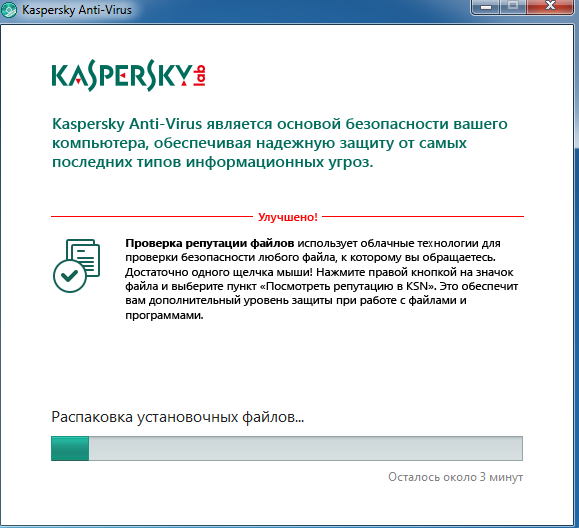 Kaspersky Anti-Virus
KASPERSKY lab
Kaspersky Anti-Virus является основой безопасности вашего
компьютера, обеспечивая надежную защиту от самых
последних типов информационных угроз.
Улучшено!
Проверка репутации файлов использует облачные технологии для
проверки безопасности любого файла, к которому вы обращаетесь.
Достаточно одного щелчка мыши! Нажмите правой кнопкой на значок
файла и выберите пункт «Посмотреть репутацию в KSN». Это обеспечит
вам дополнительный уровень защиты при работе с файлами и
программами.
Распаковка установочных файлов...
Осталось около 3 минут